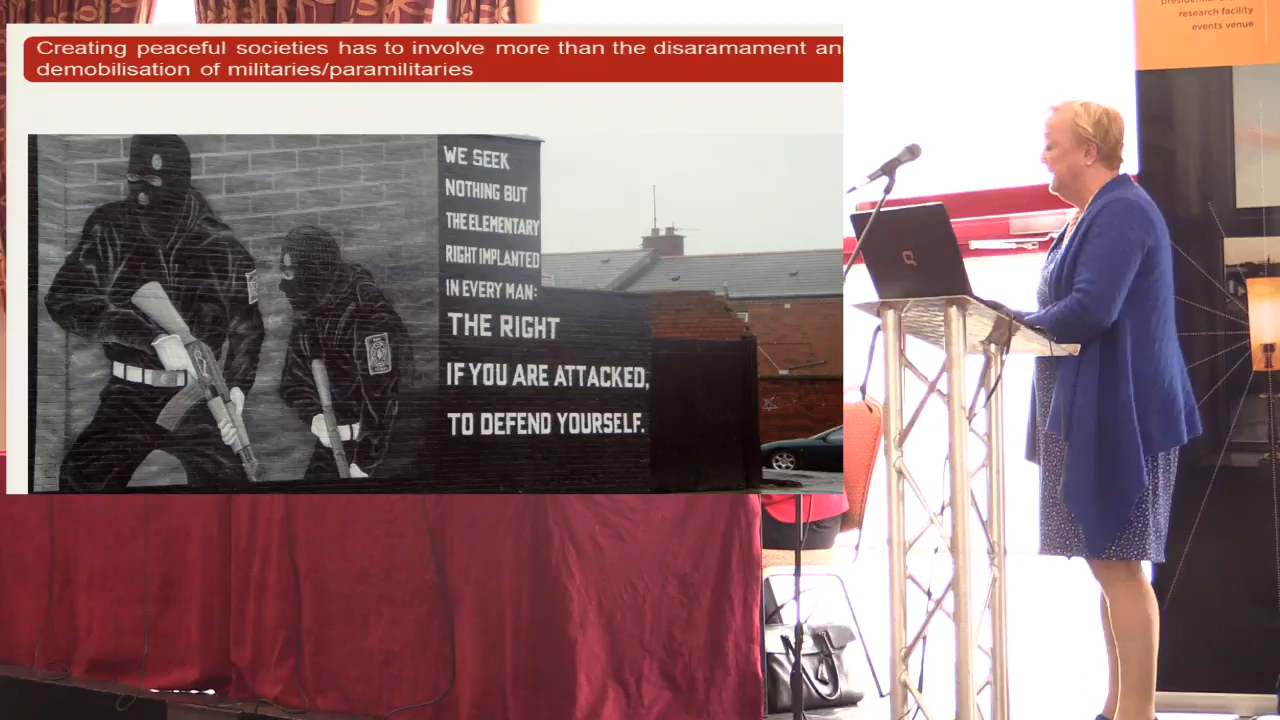 Creating peaceful societies has to involve more than the disaramament an
demobilisation of militaries/paramilitaries
WE SEEK
NOTHING BUT
THE ELEMENTARY
RIGHT IMPLANTED
IN EVERY MAN:
THE RIGHT
IF YOU ARE ATTACKED,
TO DEFEND YOURSELF.
research facility
events venue